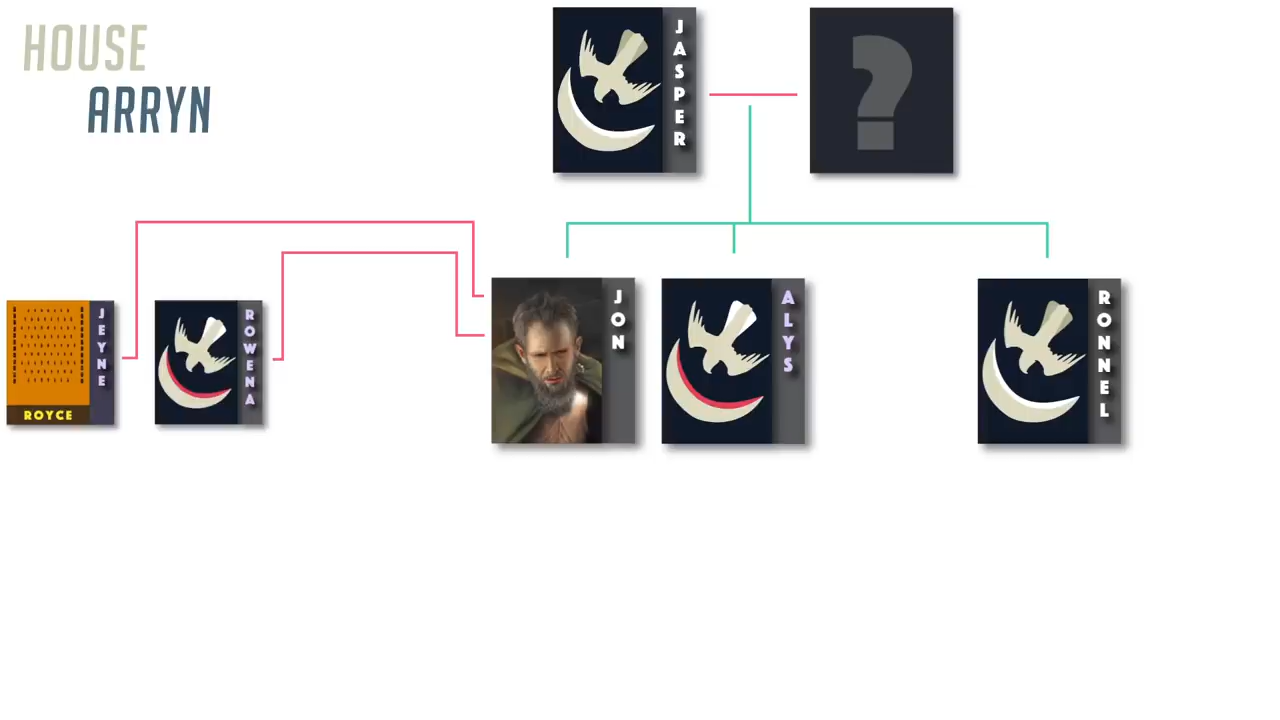 HOUSE
ARRYN
JASPER
?
JEYNE
ROYCE
ROWENA
JON
ALYS
RONNEL